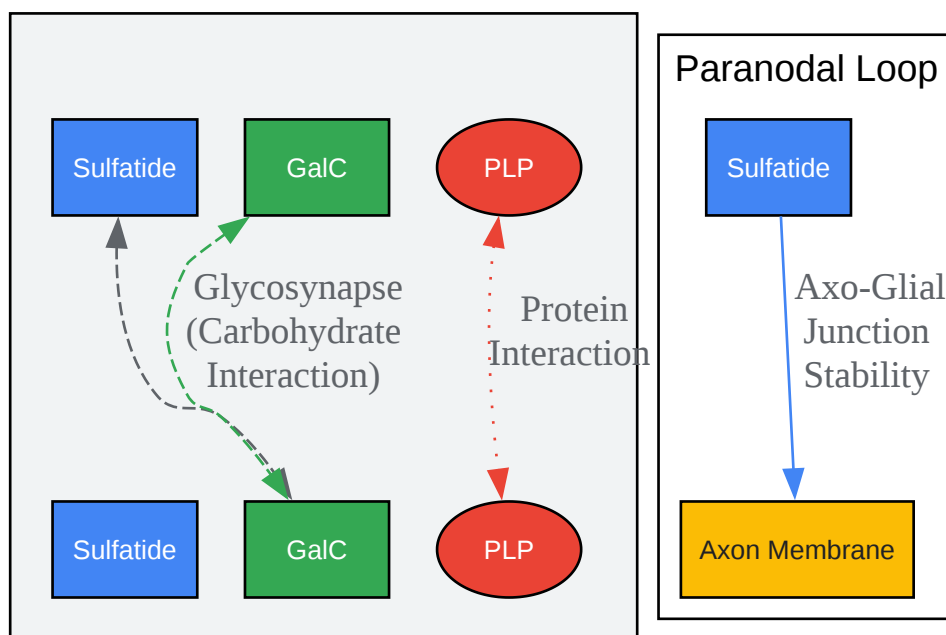 Paranodal Loop
Sulfatide
GalC
PLP
Sulfatide
Glycosynapse
(Carbohydrate
Interaction)
Protein
Interaction
Axo-Glial
Junction
Stability
Sulfatide
GalC
PLP
Axon Membrane